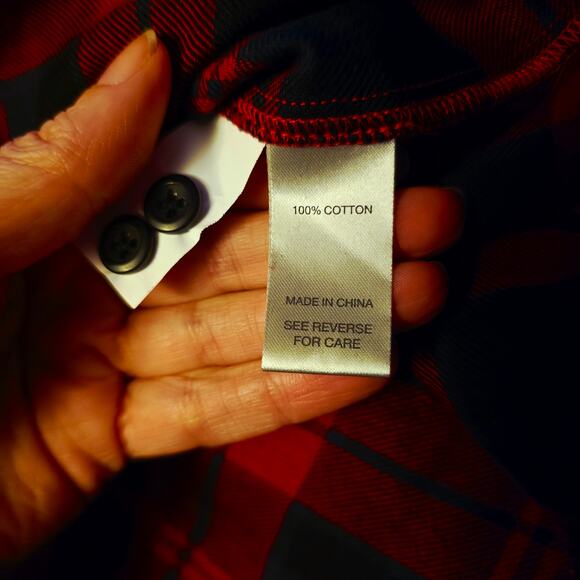 100% COTTON
MADE IN CHINA
SEE REVERSE
FOR CARE